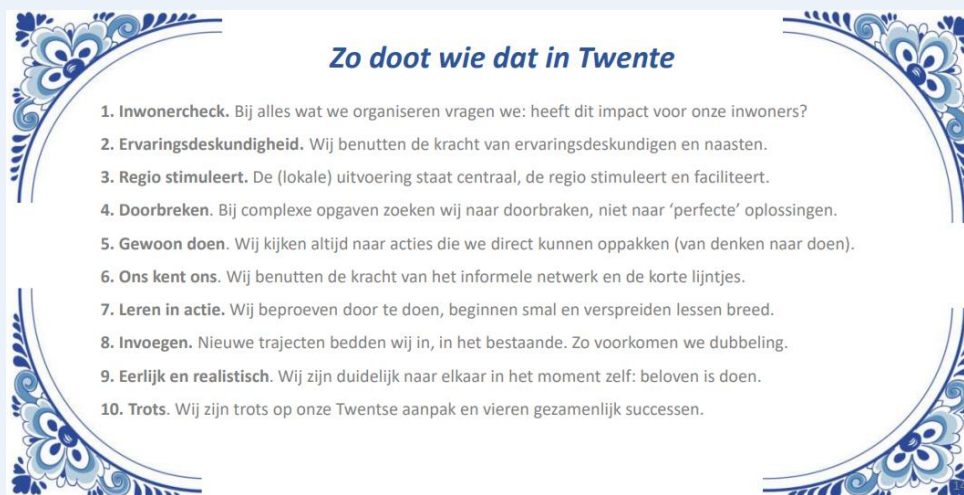 Zo doot wie dat in Twente
1. Inwonercheck. Bij alles wat we organiseren vragen we: heeft dit impact voor onze inwoners?
2. Ervaringsdeskundigheid. Wij benutten de kracht van ervaringsdeskundigen en naasten.
3. Regio stimuleert. De (lokale) uitvoering staat centraal, de regio stimuleert en faciliteert.
4. Doorbreken. Bij complexe opgaven zoeken wij naar doorbraken, niet naar ‘perfecte’ oplossingen.
5. Gewoon doen. Wij kijken altijd naar acties die we direct kunnen oppakken (van denken naar doen).
6. Ons kent ons. Wij benutten de kracht van het informele netwerk en de korte lijntjes.
7. Leren in actie. Wij beproeven door te doen, beginnen smal en verspreiden lessen breed.
8. Invoegen. Nieuwe trajecten bedden wij in, in het bestaande. Zo voorkomen we dubbeling.
9. Eerlijk en realistisch. Wij zijn duidelijk naar elkaar in het moment zelf: beloven is doen.
10. Trots. Wij zijn trots op onze Twentse aanpak en vieren gezamenlijk successen.